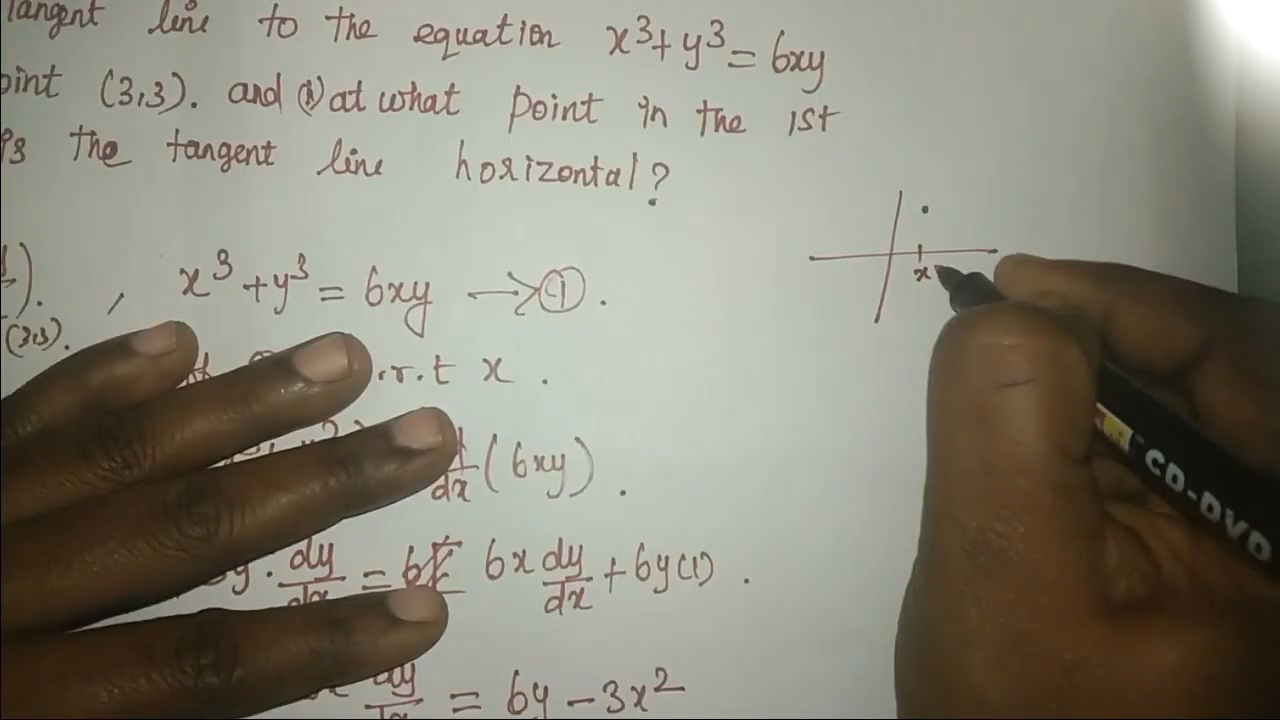 tangent line to the equation x³+y³=6xy
point (3,3). and at what point in the 1st
is the tangent line horizontal?
(3,3).
, x³+y³=6xy →①.
w.r.t x.
d/dx (6xy).
y. dy/dx = 6x dy/dx + 6y(1).
dy/dx = 6y-3x²
x
CD-DVD